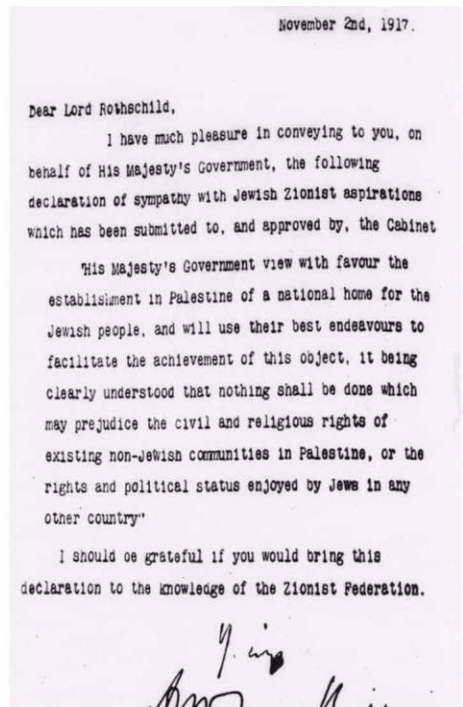 November 2nd, 1917.
Dear Lord Rothschild,
I have much pleasure in conveying to you, on
behalf of His Majesty's Government, the following
declaration of sympathy with Jewish Zionist aspirations
which has been submitted to, and approved by, the Cabinet
"His Majesty's Government view with favour the
establishment in Palestine of a national home for the
Jewish people, and will use their best endeavours to
facilitate the achievement of this object, it being
clearly understood that nothing shall be done which
may prejudice the civil and religious rights of
existing non-Jewish communities in Palestine, or the
rights and political status enjoyed by Jews in any
other country"
I should be grateful if you would bring this
declaration to the knowledge of the Zionist Federation.